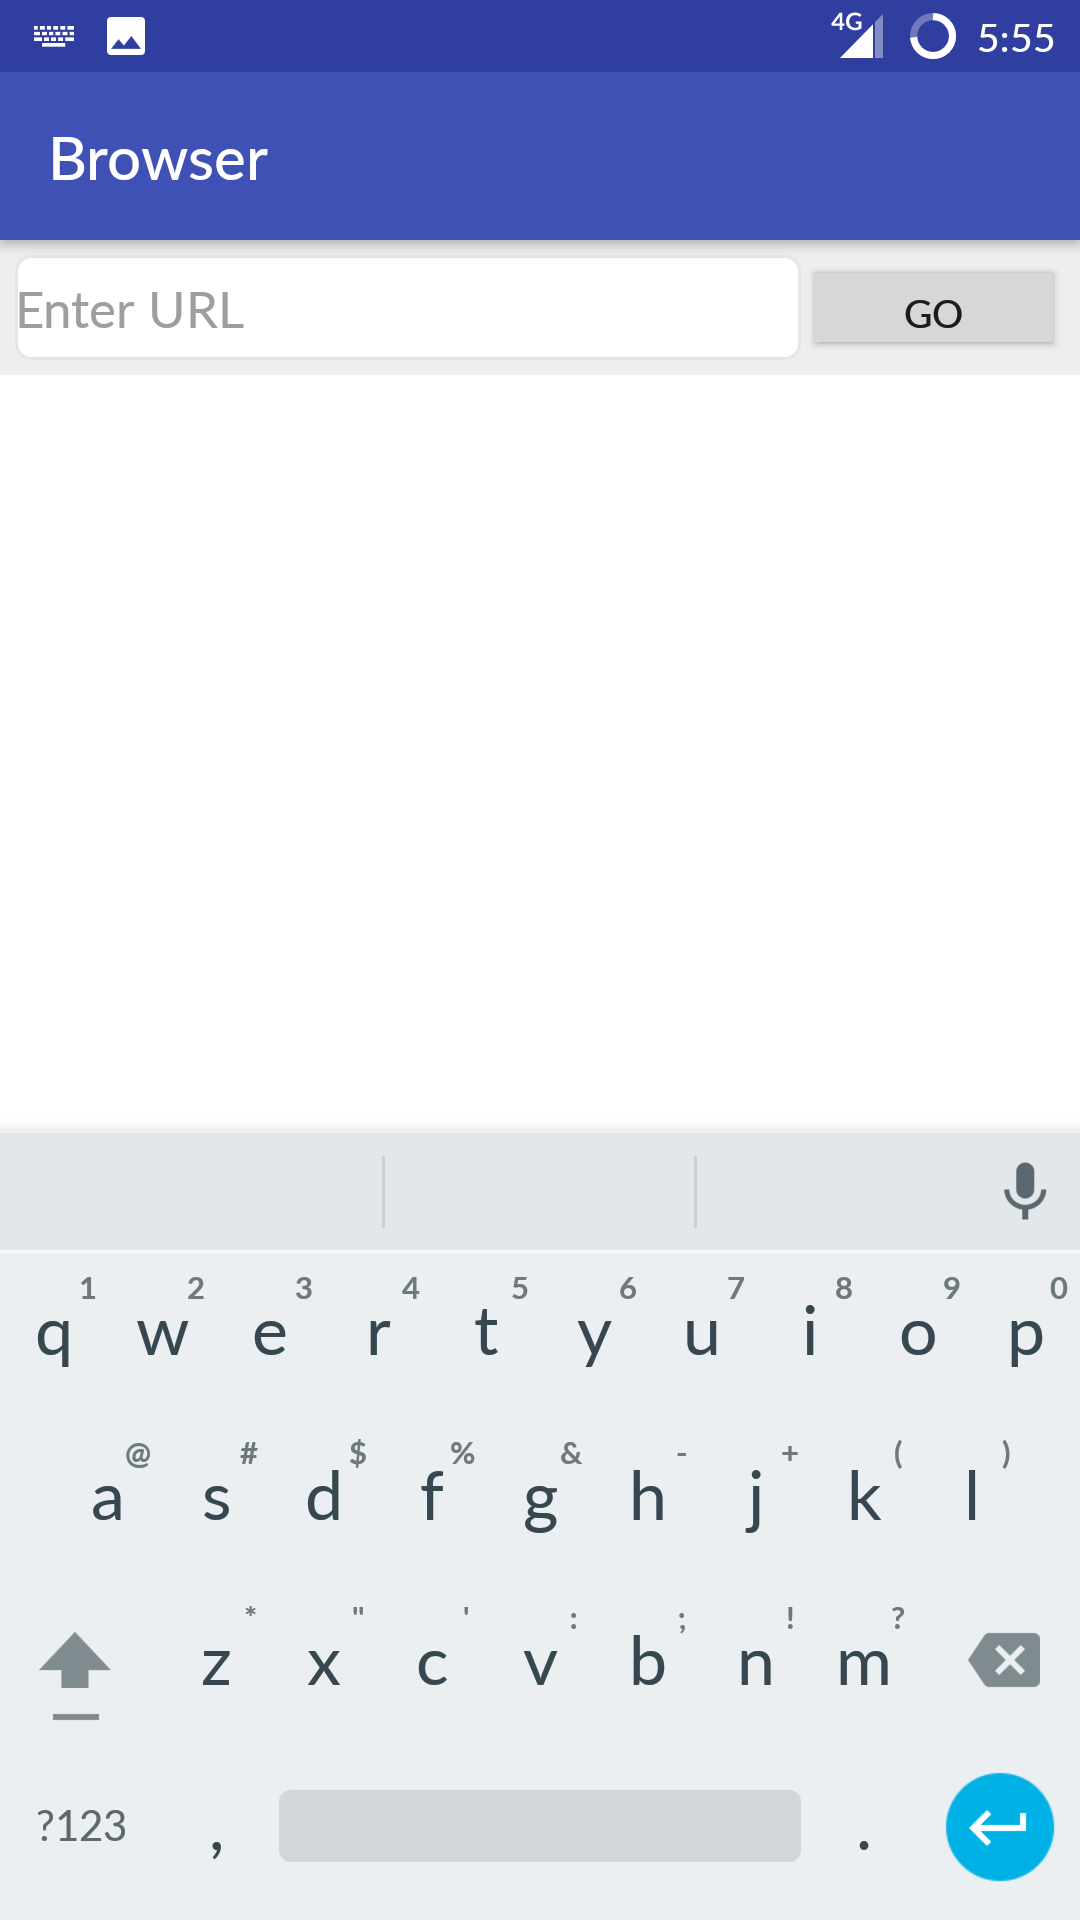 4G 5:55
Browser
Enter URL GO
1 2 3 4 5 6 7 8 9 0
q w e r t y u i o p
@ # $ % & - + ( )
a s d f g h j k l
* " ' : ; ! ?
z x c v b n m
?123 , .